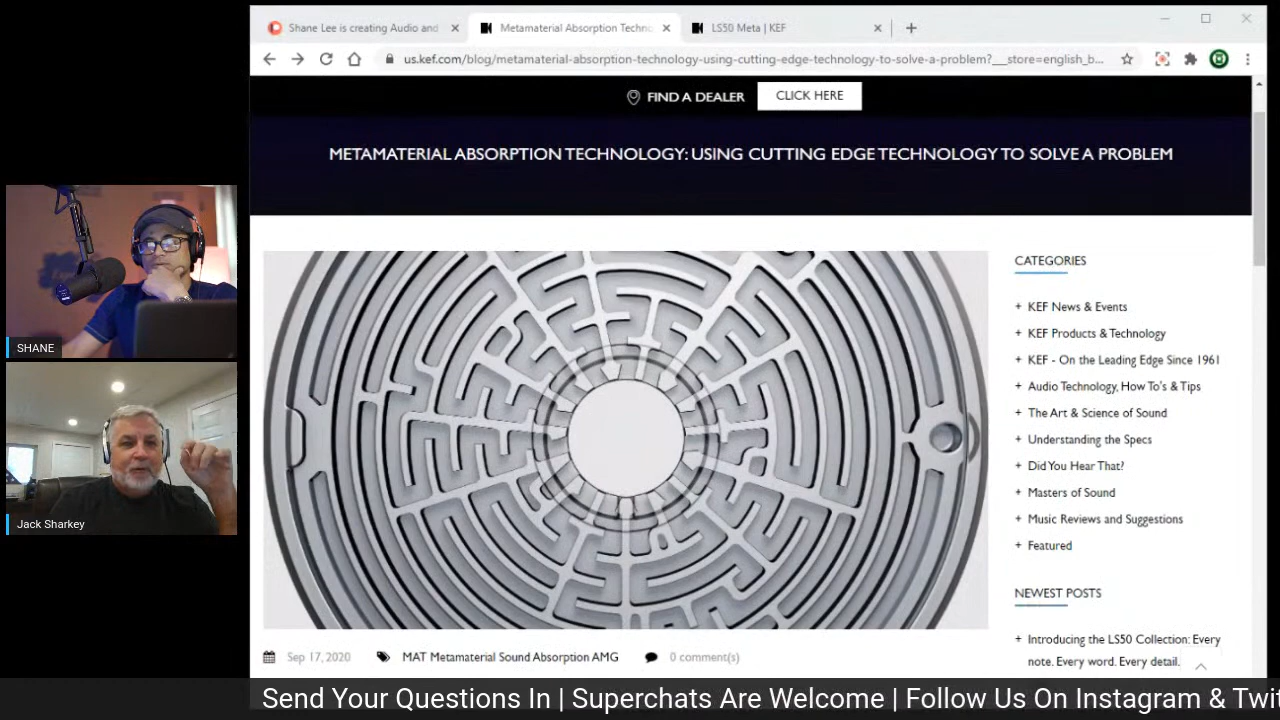 Shane Lee is creating Audio and
Metamaterial Absorption Techno
LS50 Meta | KEF
us.kef.com/blog/metamaterial-absorption-technology-using-cutting-edge-technology-to-solve-a-problem?___store=english_b...
FIND A DEALER
CLICK HERE
METAMATERIAL ABSORPTION TECHNOLOGY: USING CUTTING EDGE TECHNOLOGY TO SOLVE A PROBLEM
SHANE
Jack Sharkey
CATEGORIES
+ KEF News & Events
+ KEF Products & Technology
+ KEF - On the Leading Edge Since 1961
+ Audio Technology, How To's & Tips
+ The Art & Science of Sound
+ Understanding the Specs
+ Did You Hear That?
+ Masters of Sound
+ Music Reviews and Suggestions
+ Featured
NEWEST POSTS
+ Introducing the LS50 Collection: Every
note. Every word. Every detail.
Sep 17, 2020
MAT Metamaterial Sound Absorption AMG
0 comment(s)
Send Your Questions In | Superchats Are Welcome | Follow Us On Instagram & Twit